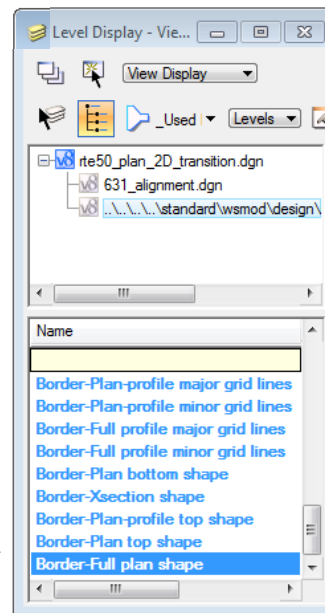 Level Display - Vie...
View Display
_Used Levels
v8 rte50_plan_2D_transition.dgn
v8 631_alignment.dgn
v8 ..\..\..\..\standard\wsmod\design\
Name
Border-Plan-profile major grid lines
Border-Plan-profile minor grid lines
Border-Full profile major grid lines
Border-Full profile minor grid lines
Border-Plan bottom shape
Border-Xsection shape
Border-Plan-profile top shape
Border-Plan top shape
Border-Full plan shape